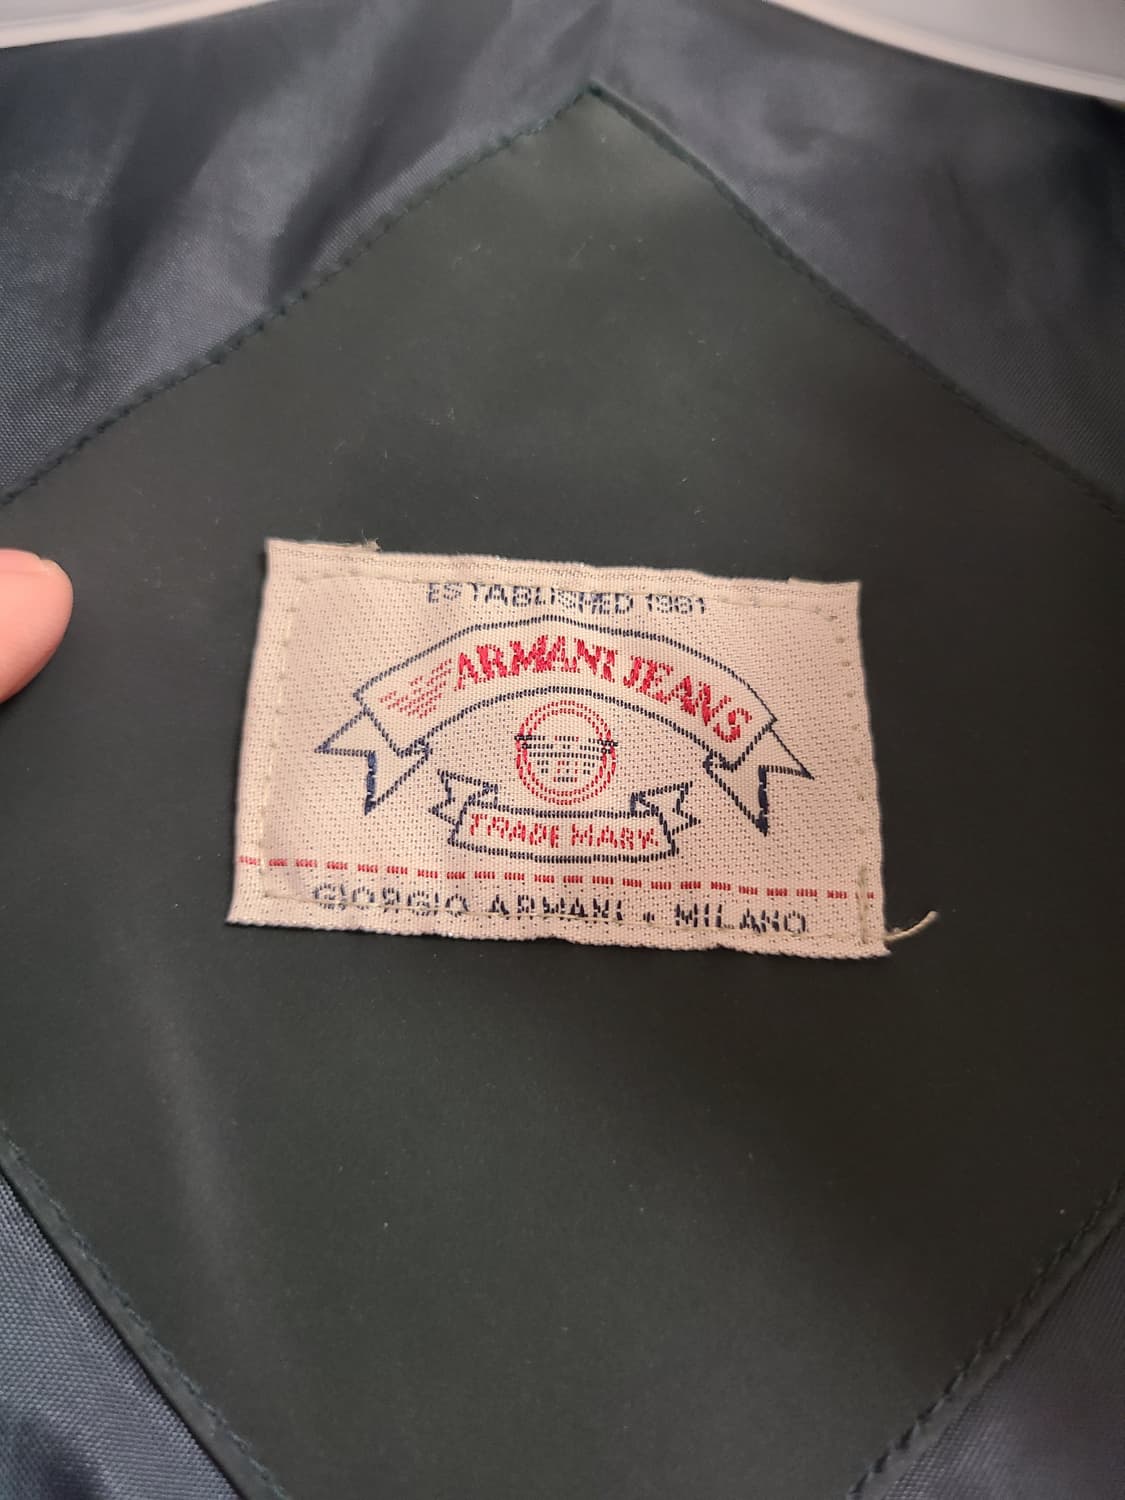 ESTABLISHED 1981
ARMANI JEANS
TRADE MARK
GIORGIO ARMANI - MILANO